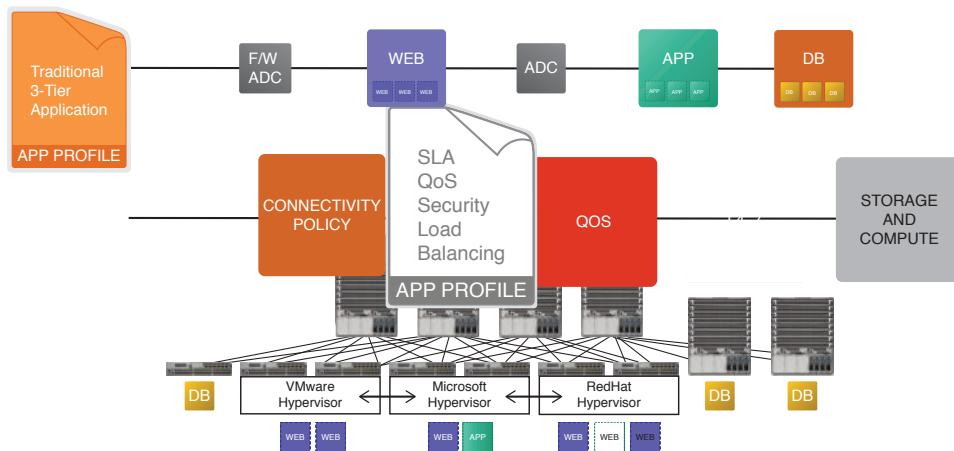 Traditional
3-Tier
Application
APP PROFILE
F/W
ADC
WEB
WEB WEB WEB
ADC
APP
APP APP APP
DB
DB DB DB
CONNECTIVITY
POLICY
SLA
QoS
Security
Load
Balancing
APP PROFILE
QOS
STORAGE
AND
COMPUTE
DB
VMware
Hypervisor
Microsoft
Hypervisor
RedHat
Hypervisor
DB
DB
WEB WEB
WEB APP
WEB WEB WEB